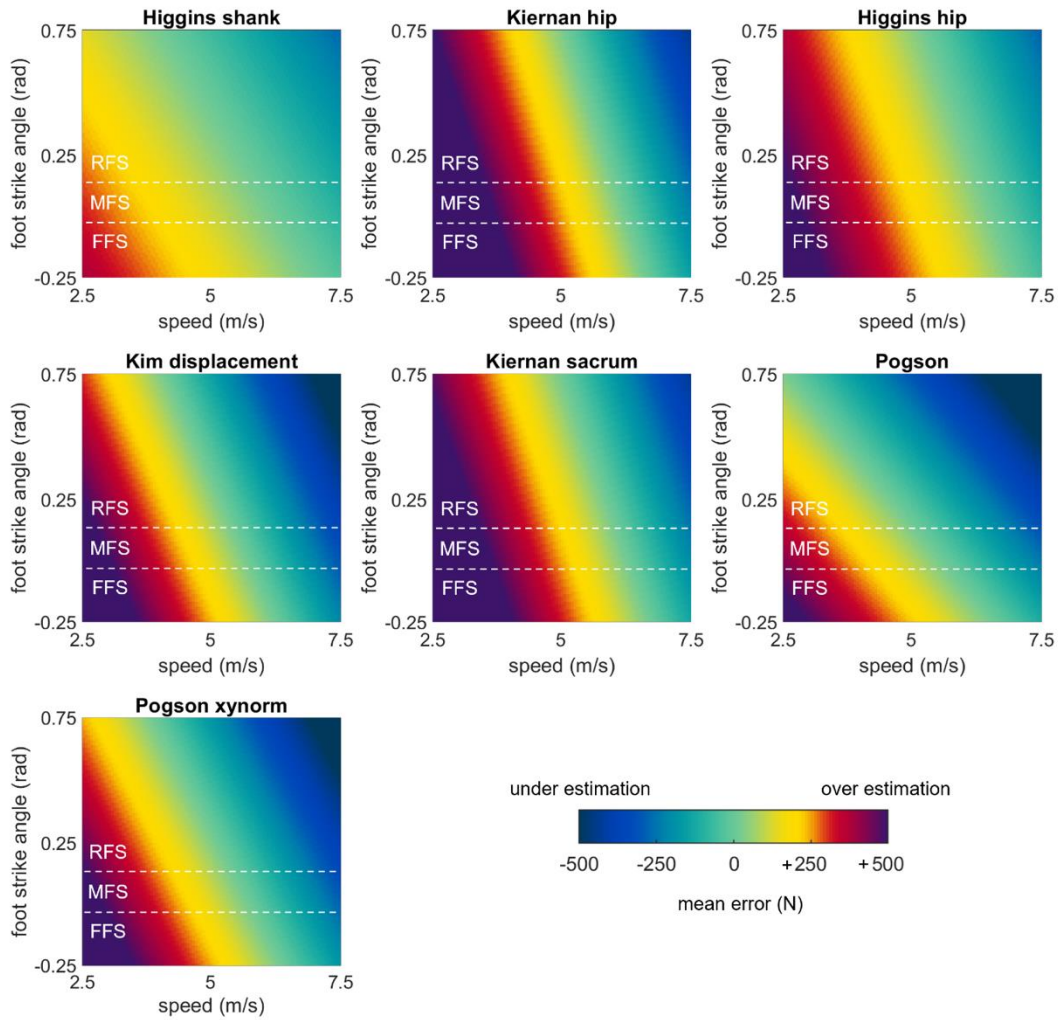 Higgins shank
Kiernan hip
Higgins hip
0.75
0.25
-0.25
foot strike angle (rad)
RFS
MFS
FFS
2.5 5 7.5
speed (m/s)
0.75
0.25
-0.25
foot strike angle (rad)
RFS
MFS
FFS
2.5 5 7.5
speed (m/s)
0.75
0.25
-0.25
foot strike angle (rad)
RFS
MFS
FFS
2.5 5 7.5
speed (m/s)
Kim displacement
Kiernan sacrum
Pogson
0.75
0.25
-0.25
foot strike angle (rad)
RFS
MFS
FFS
2.5 5 7.5
speed (m/s)
0.75
0.25
-0.25
foot strike angle (rad)
RFS
MFS
FFS
2.5 5 7.5
speed (m/s)
0.75
0.25
-0.25
foot strike angle (rad)
RFS
MFS
FFS
2.5 5 7.5
speed (m/s)
Pogson xynorm
0.75
0.25
-0.25
foot strike angle (rad)
RFS
MFS
FFS
2.5 5 7.5
speed (m/s)
under estimation over estimation
-500 -250 0 +250 +500
mean error (N)